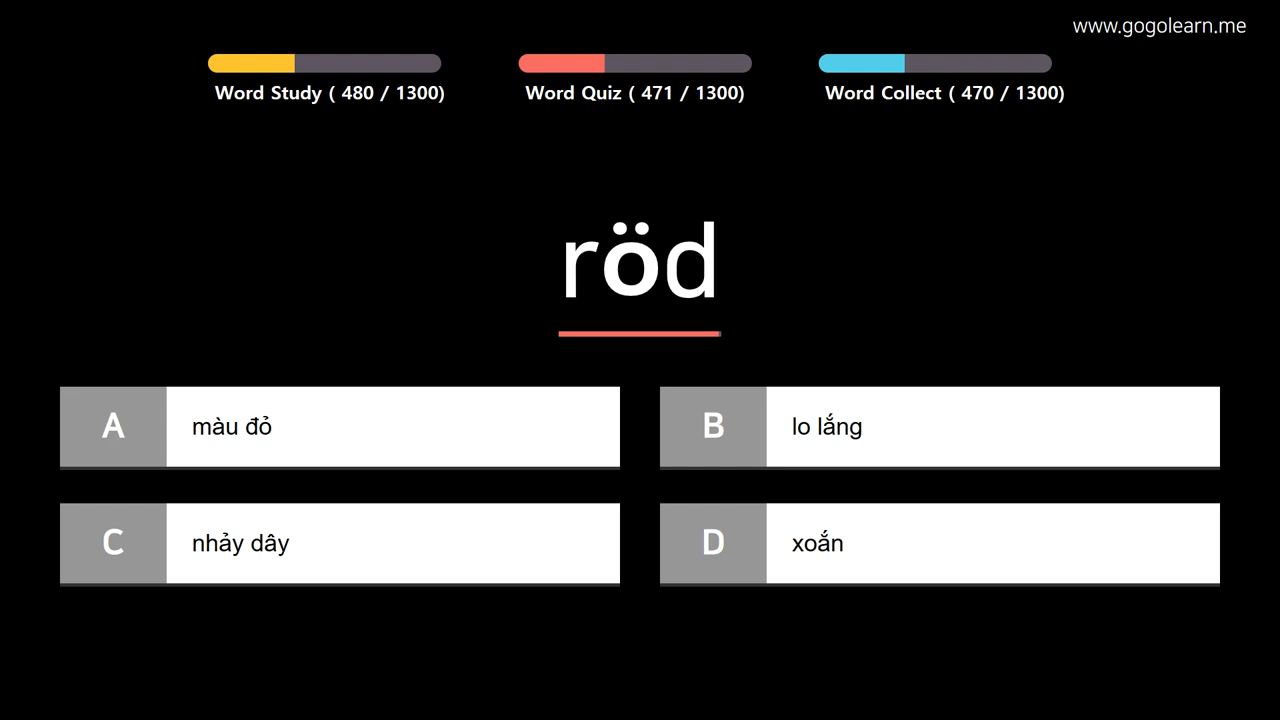 www.gogolearn.me
Word Study ( 480 / 1300)
Word Quiz ( 471 / 1300)
Word Collect ( 470 / 1300)
röd
A màu đỏ
B lo lắng
C nhảy dây
D xoắn